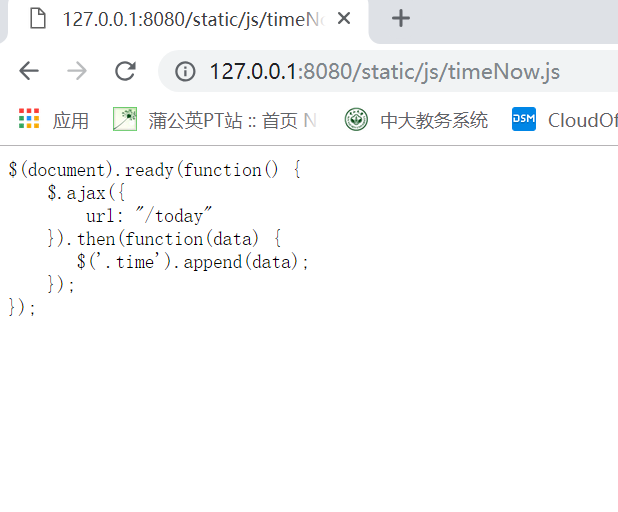 127.0.0.1:8080/static/js/timeN
127.0.0.1:8080/static/js/timeNow.js
应用 蒲公英PT站 :: 首页 N 中大教务系统 DSM CloudOf
$(document).ready(function() {
    $.ajax({
        url: "/today"
    }).then(function(data) {
       $('.time').append(data);
    });
});